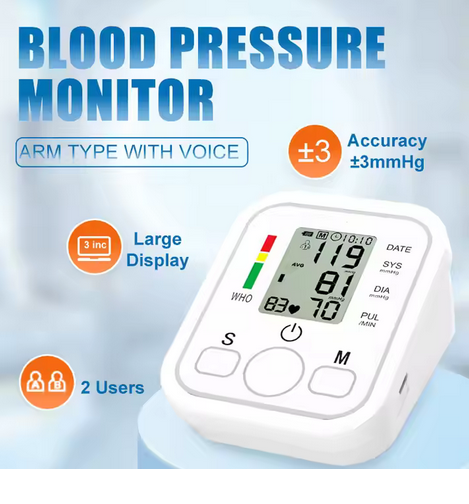 BLOOD PRESSURE
MONITOR
ARM TYPE WITH VOICE
±3
Accuracy
±3mmHg
3 inc
Large
Display
M 10:10
119
AVG
81
83 70
DATE
SYS
mmHg
DIA
mmHg
PUL
/MIN
WHO
S
M
A B
2 Users